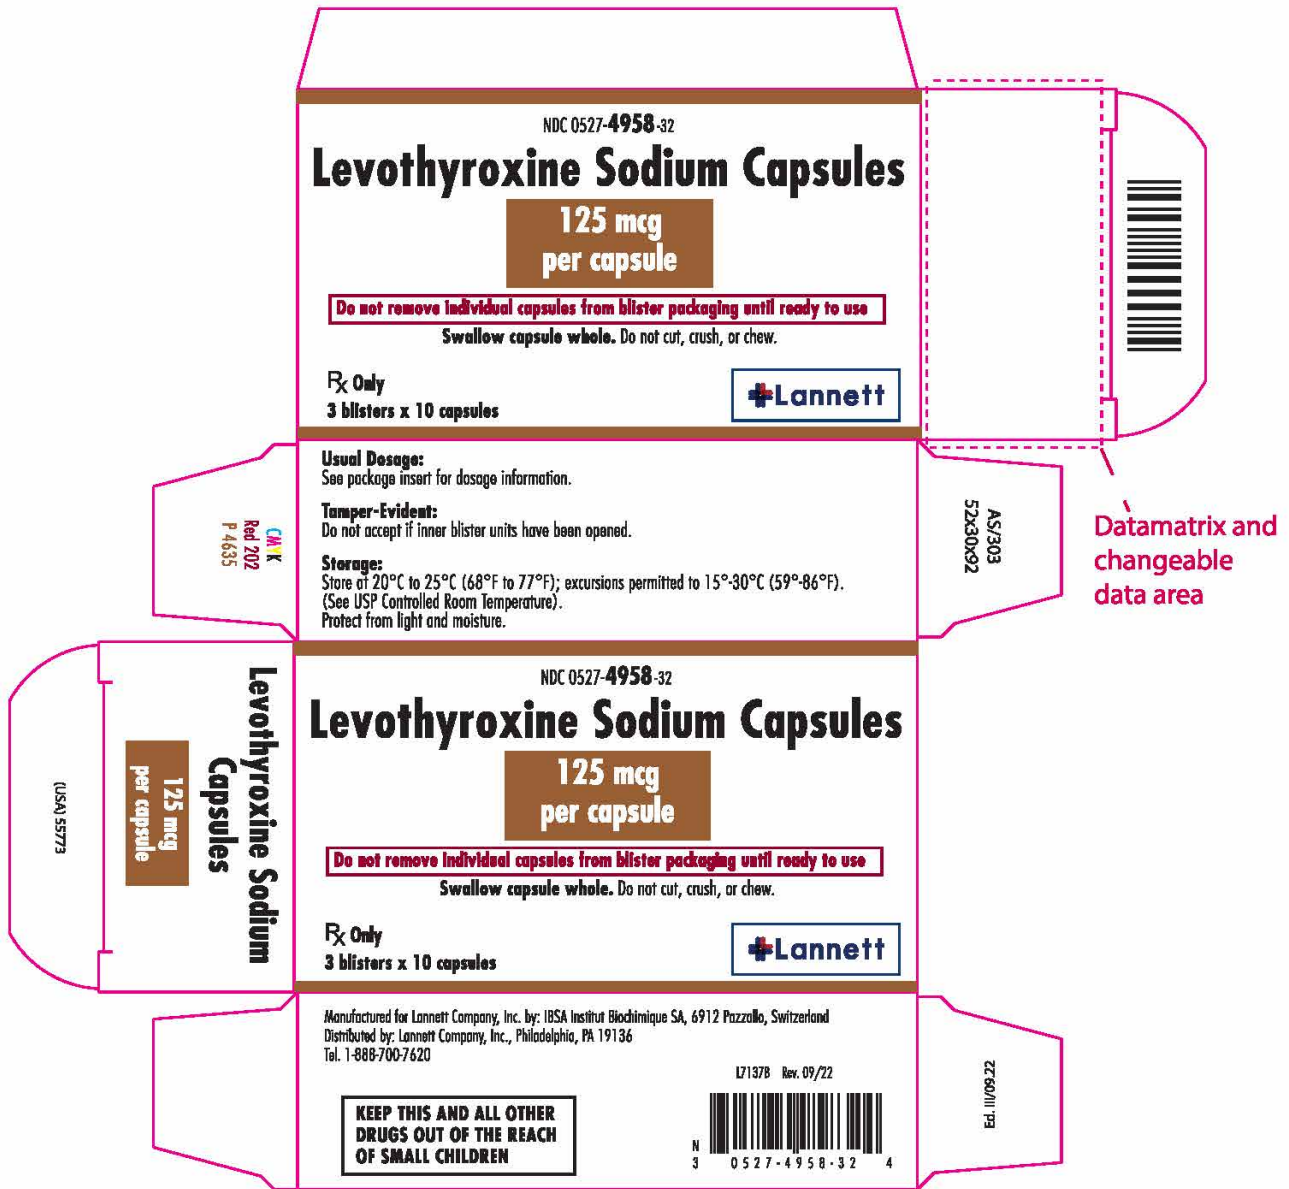 NDC 0527-4958-32
Levothyroxine Sodium Capsules
125 mcg
per capsule
Do not remove individual capsules from blister packaging until ready to use
Swallow capsule whole. Do not cut, crush, or chew.
Rx Only
3 blisters x 10 capsules
Lannett
Usual Dosage:
See package insert for dosage information.
Tamper-Evident:
Do not accept if inner blister units have been opened.
Storage:
Store at 20°C to 25°C (68°F to 77°F); excursions permitted to 15°-30°C (59°-86°F).
(See USP Controlled Room Temperature).
Protect from light and moisture.
CMYK
Red 202
P 4635
AS/303
52x30x92
Datamatrix and
changeable
data area
NDC 0527-4958-32
Levothyroxine Sodium Capsules
125 mcg
per capsule
Do not remove individual capsules from blister packaging until ready to use
Swallow capsule whole. Do not cut, crush, or chew.
Rx Only
3 blisters x 10 capsules
Lannett
Levothyroxine Sodium
Capsules
125 mcg
per capsule
(USA) 55773
Manufactured for Lannett Company, Inc. by: IBSA Institut Biochimique SA, 6912 Pazzallo, Switzerland
Distributed by: Lannett Company, Inc., Philadelphia, PA 19136
Tel. 1-888-700-7620
L7137B Rev. 09/22
KEEP THIS AND ALL OTHER
DRUGS OUT OF THE REACH
OF SMALL CHILDREN
N
3 0527-4958-32 4
Ed. III/09.22